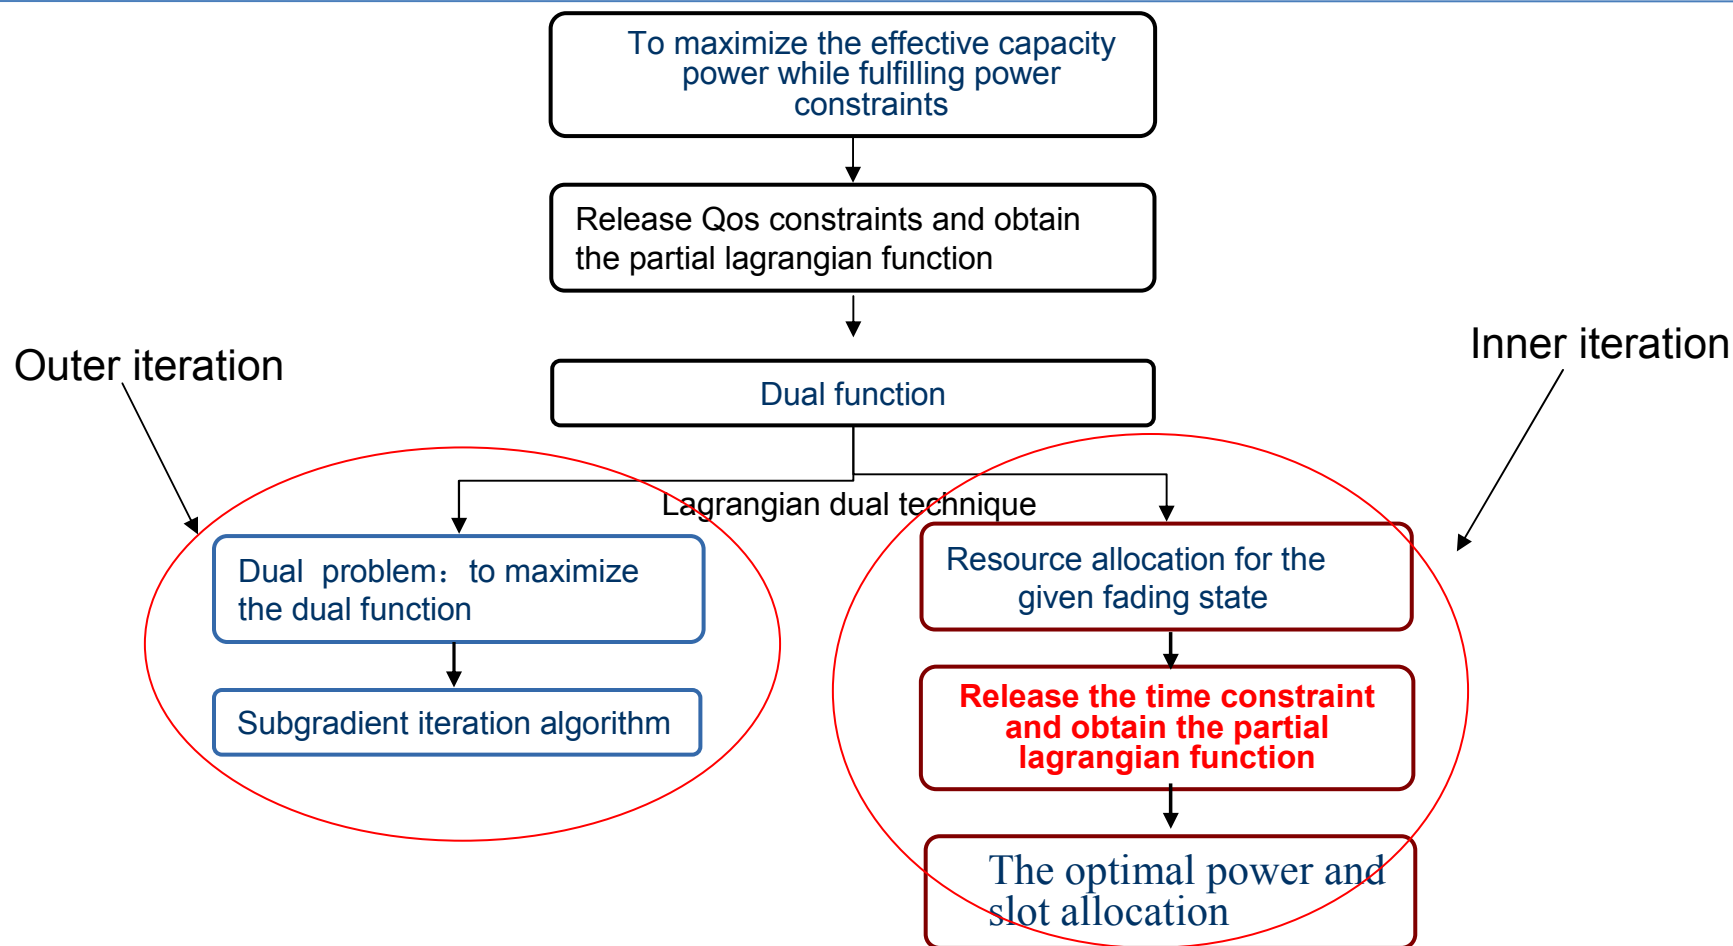 To maximize the effective capacity
power while fulfilling power
constraints
Release Qos constraints and obtain
the partial lagrangian function
Outer iteration
Inner iteration
Dual function
Lagrangian dual technique
Dual problem：to maximize
the dual function
Subgradient iteration algorithm
Resource allocation for the
given fading state
Release the time constraint
and obtain the partial
lagrangian function
The optimal power and
slot allocation